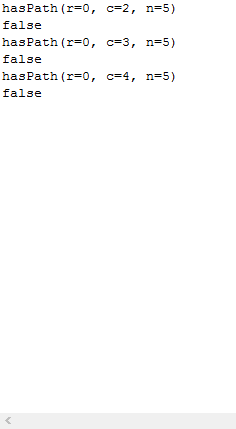 hasPath(r=0, c=2, n=5)
false
hasPath(r=0, c=3, n=5)
false
hasPath(r=0, c=4, n=5)
false